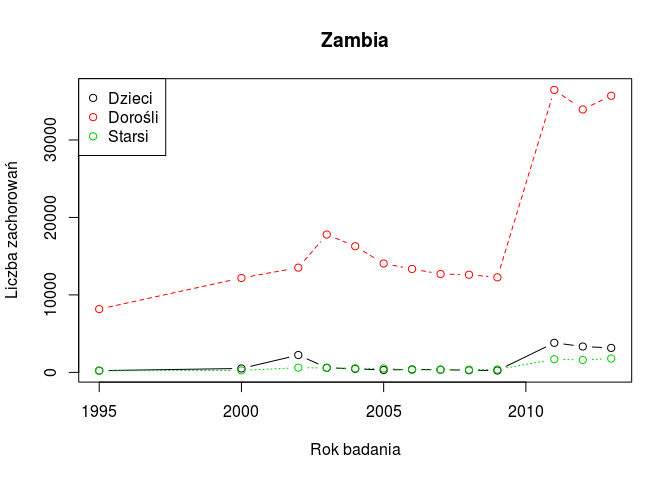 Zambia
Dzieci
Dorośli
Starsi
Liczba zachorowań
30000
20000
10000
0
1995
2000
2005
2010
Rok badania